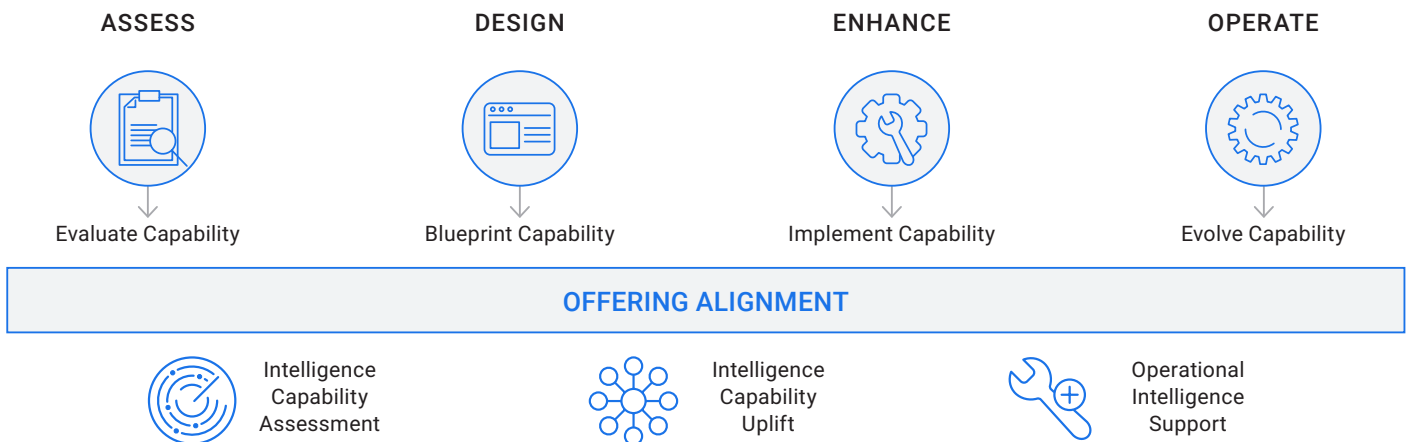 ASSESS
DESIGN
ENHANCE
OPERATE
Evaluate Capability
Blueprint Capability
Implement Capability
Evolve Capability
OFFERING ALIGNMENT
Intelligence
Capability
Assessment
Intelligence
Capability
Uplift
Operational
Intelligence
Support